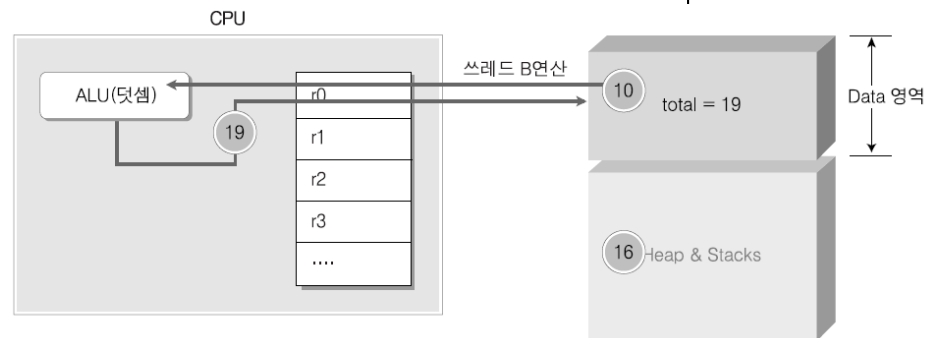 CPU
ALU(덧셈)
19
r0
r1
r2
r3
....
쓰레드 B연산
10
total = 19
Data 영역
16
Heap & Stacks